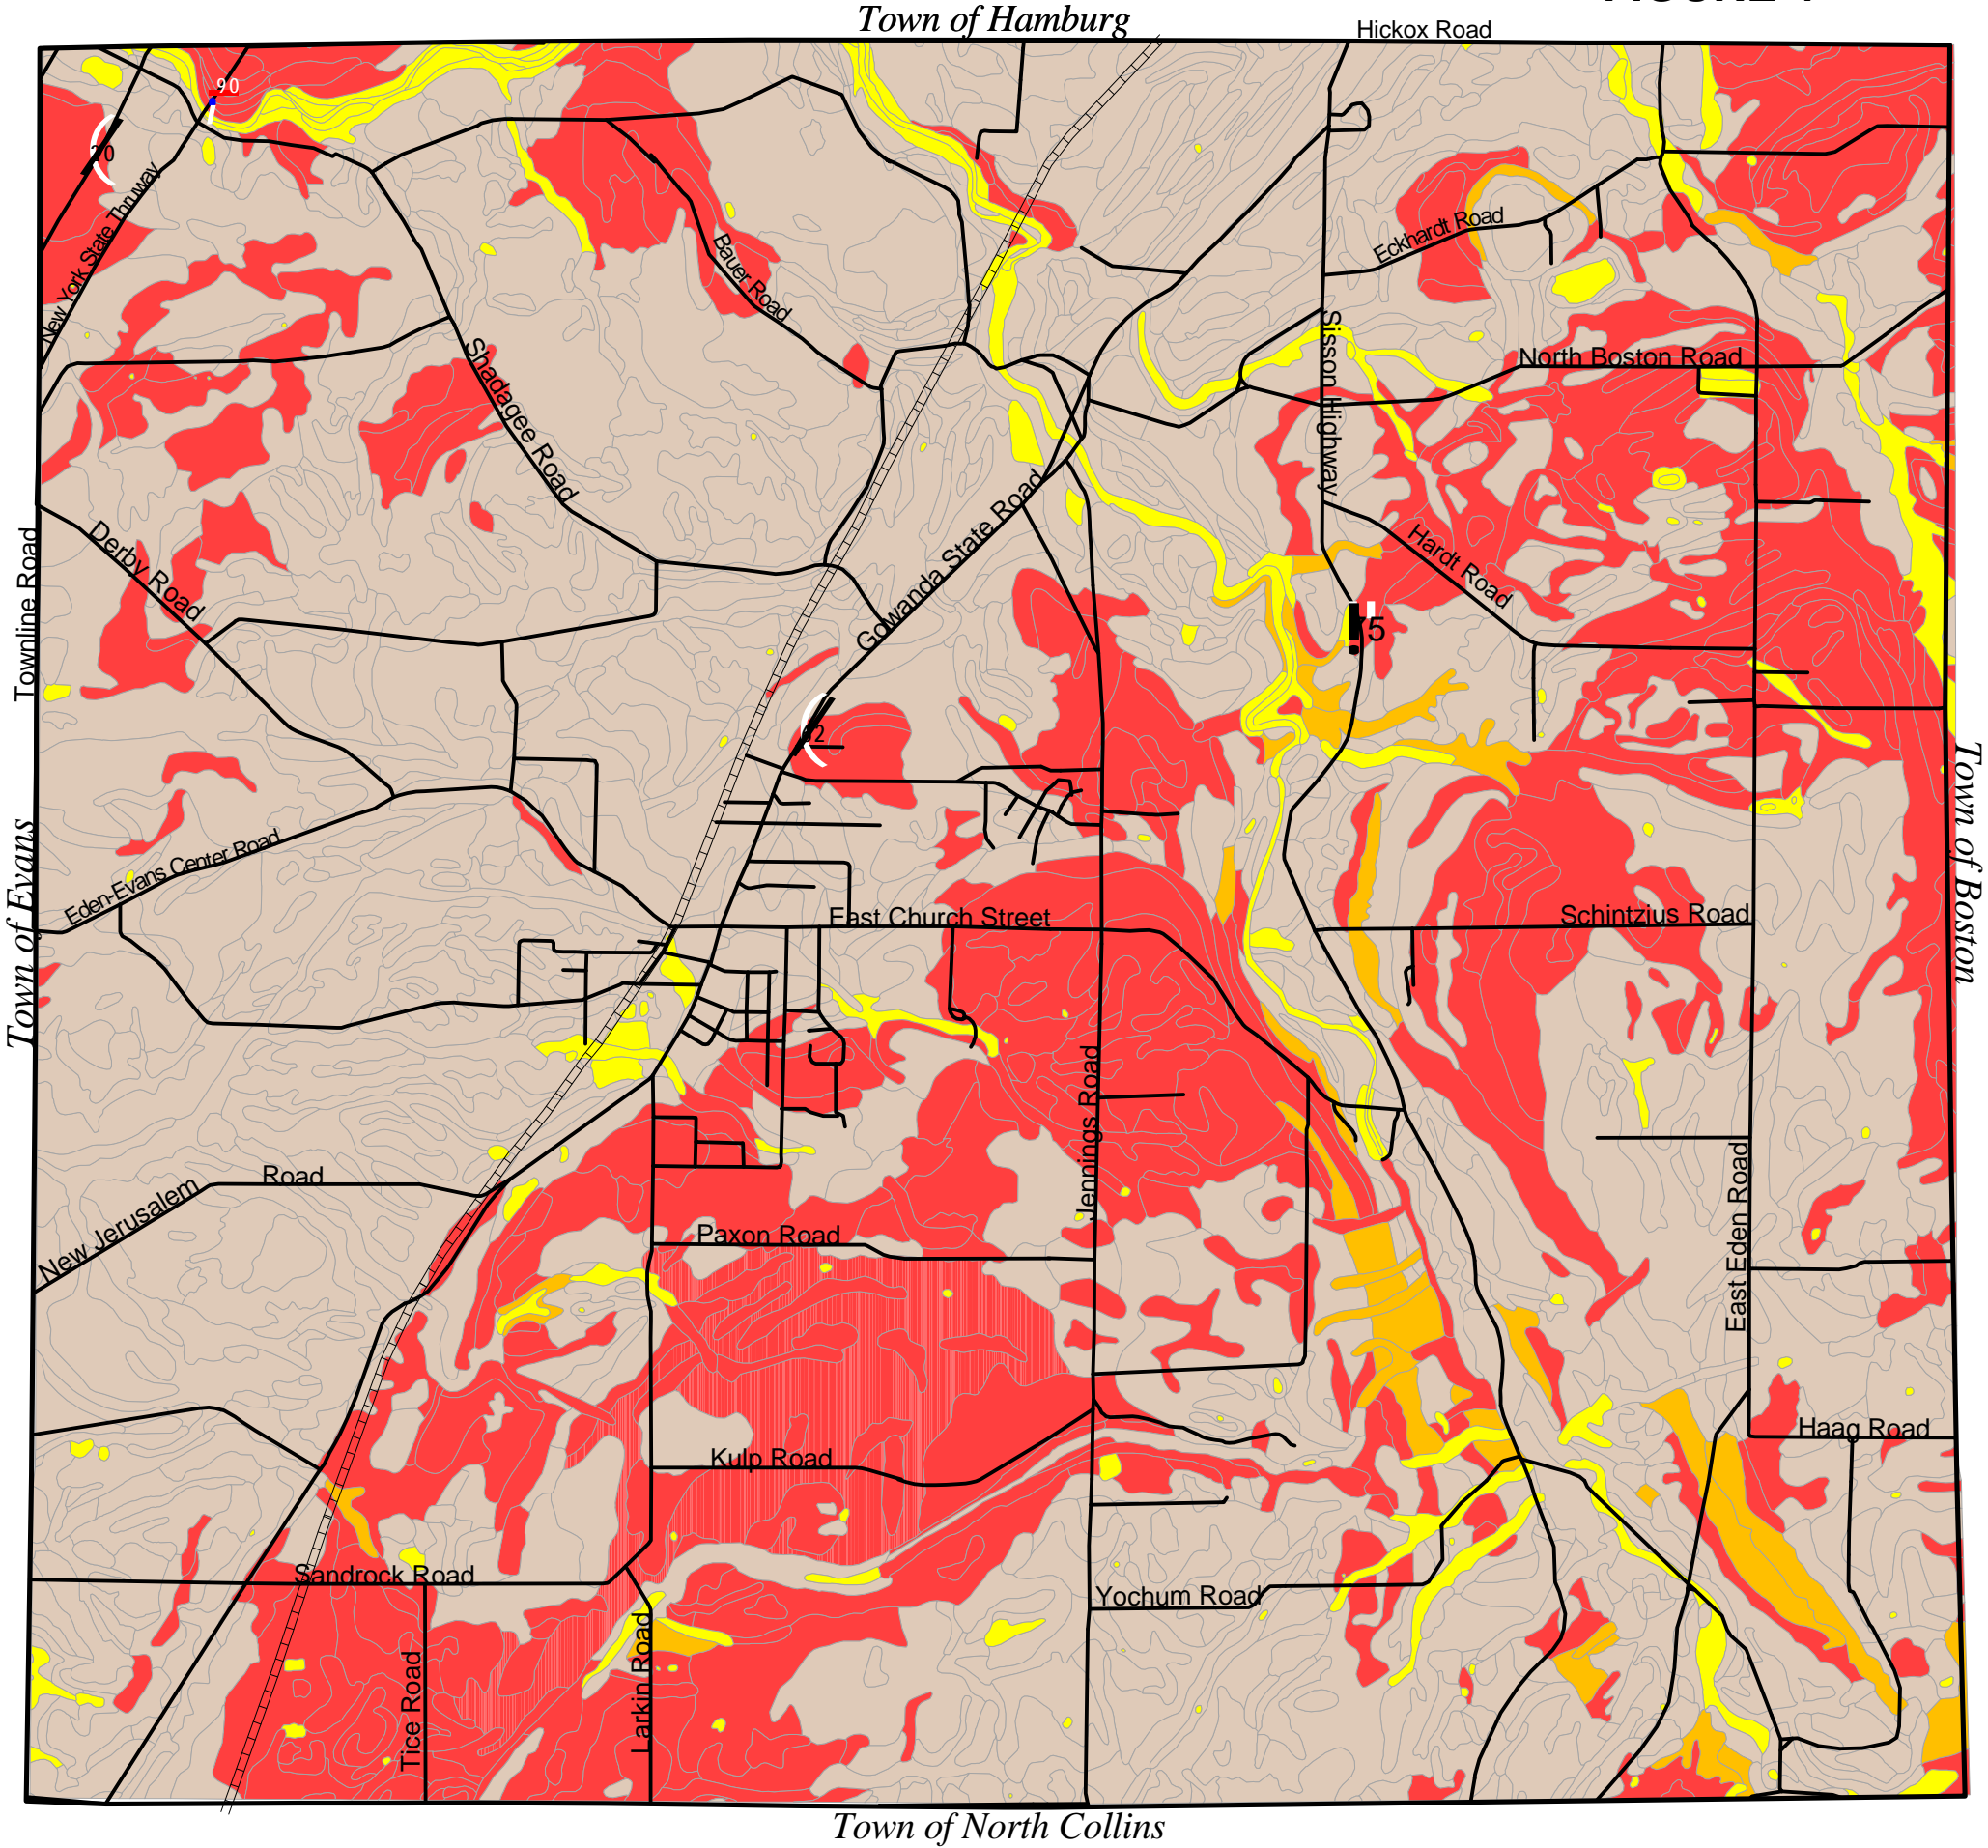 Town of Hamburg
Hickox Road
90
20
New York State Thruway
Eckhardt Road
Bauer Road
Sisson Highway
North Boston Road
Shadagee Road
Gowanda State Road
Hardt Road
Derby Road
Townline Road
75
62
Town of Boston
Town of Evans
Eden-Evans Center Road
East Church Street
Schintzius Road
Jennings Road
East Eden Road
New Jerusalem
Road
Paxon Road
Haag Road
Kulp Road
Sandrock Road
Yochum Road
Tice Road
Larkin Road
Town of North Collins